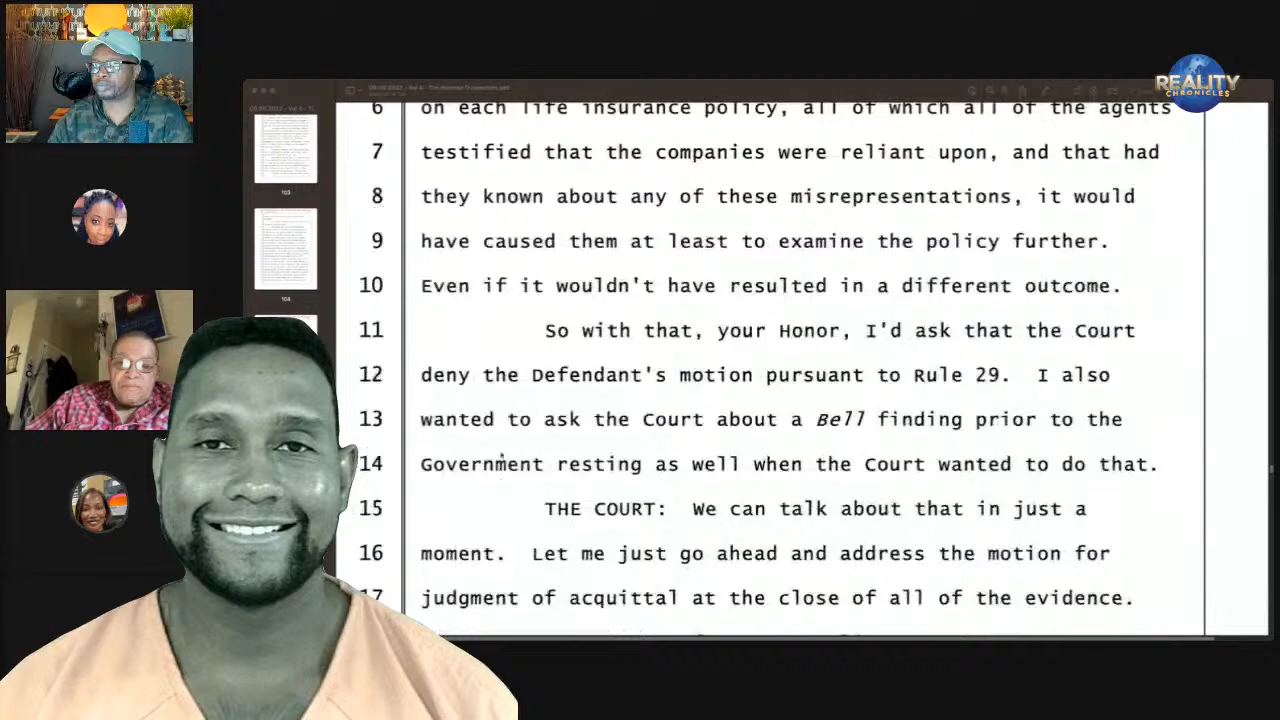 REALITY
CHRONICLES
6 on each life insurance policy, all of which all of the agents
7 testified that the companies were reliant upon, and that had
8 they known about any of these misrepresentations, it would
9 have caused them at least to examine the policy further.
10 Even if it wouldn't have resulted in a different outcome.
11 So with that, your Honor, I'd ask that the Court
12 deny the Defendant's motion pursuant to Rule 29. I also
13 wanted to ask the Court about a Bell finding prior to the
14 Government resting as well when the Court wanted to do that.
15 THE COURT: We can talk about that in just a
16 moment. Let me just go ahead and address the motion for
17 judgment of acquittal at the close of all of the evidence.
103
104